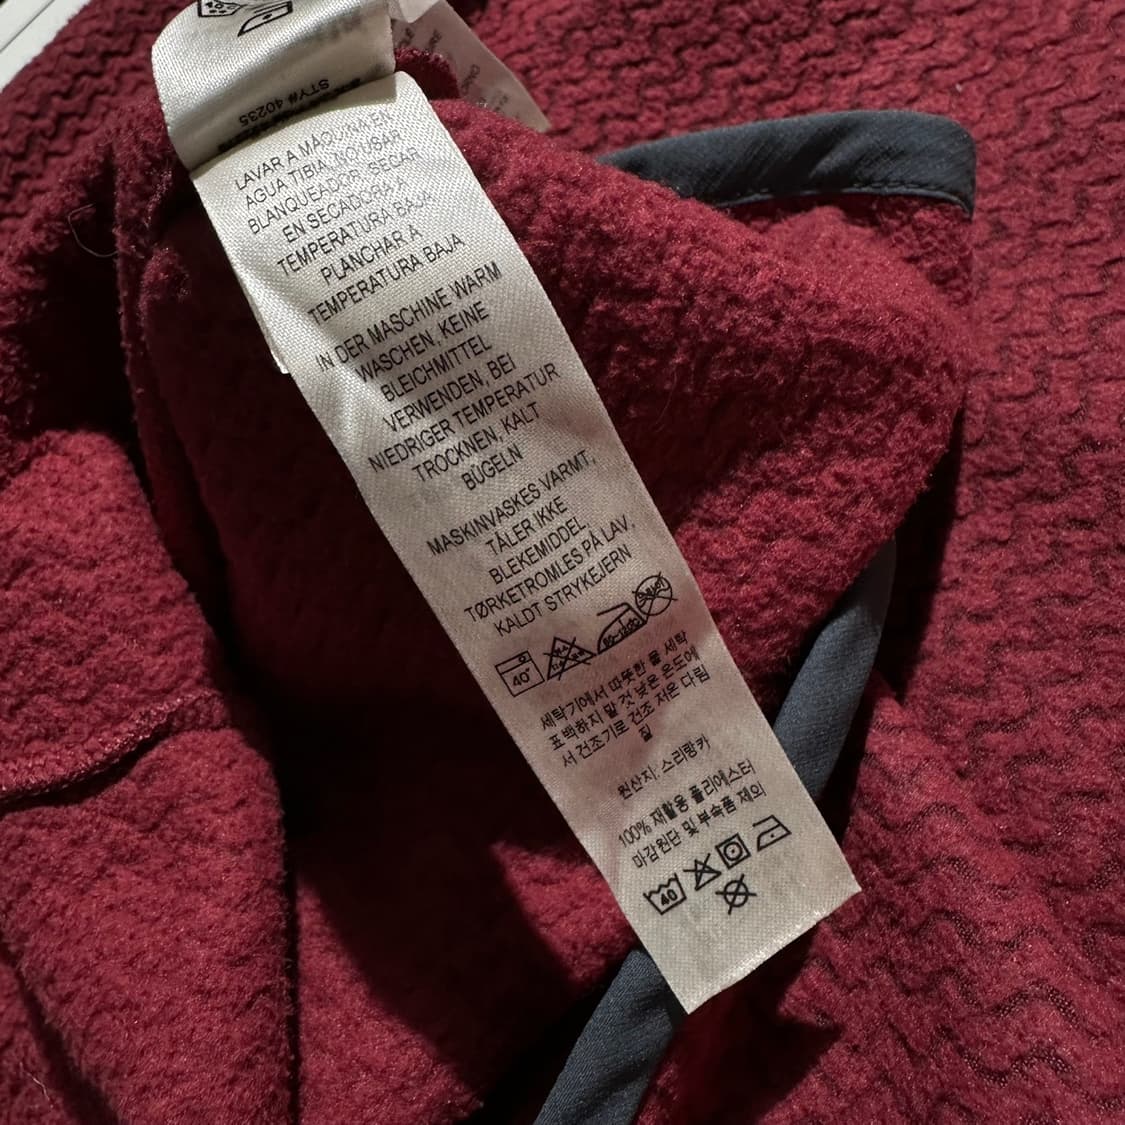 STY# 40235
LAVAR A MÁQUINA EN
AGUA TIBIA, NO USAR
BLANQUEADOR, SECAR
EN SECADORA A
TEMPERATURA BAJA
PLANCHAR A
TEMPERATURA BAJA
IN DER MASCHINE WARM
WASCHEN, KEINE
BLEICHMITTEL
VERWENDEN, BEI
NIEDRIGER TEMPERATUR
TROCKNEN, KALT
BÜGELN
MASKINVASKES VARMT,
TÅLER IKKE
BLEKEMIDDEL,
TØRKETROMLES PÅ LAV,
KALDT STRYKEJERN
40°
세탁기에서 따뜻한 물 세탁
표백하지 말 것 낮은 온도에
서 건조기로 건조 저온 다림
질
원산지: 스리랑카
100% 재활용 폴리에스터
마감원단 및 부속품 제외
40